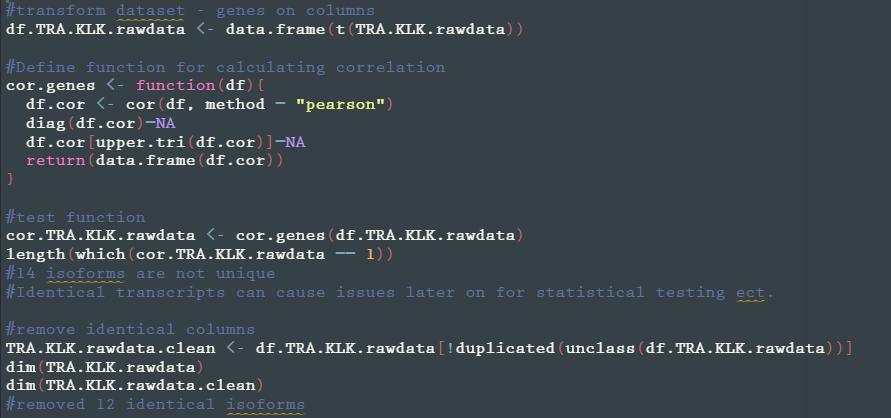 #transform dataset - genes on columns
df.TRA.KLK.rawdata <- data.frame(t(TRA.KLK.rawdata))
#Define function for calculating correlation
cor.genes <- function(df){
df.cor <- cor(df, method = "pearson")
diag(df.cor)=NA
df.cor[upper.tri(df.cor)]=NA
return(data.frame(df.cor))
}
#test function
cor.TRA.KLK.rawdata <- cor.genes(df.TRA.KLK.rawdata)
length(which(cor.TRA.KLK.rawdata == 1))
#14 isoforms are not unique
#Identical transcripts can cause issues later on for statistical testing ect.
#remove identical columns
TRA.KLK.rawdata.clean <- df.TRA.KLK.rawdata[!duplicated(unclass(df.TRA.KLK.rawdata))]
dim(TRA.KLK.rawdata)
dim(TRA.KLK.rawdata.clean)
#removed 12 identical isoforms